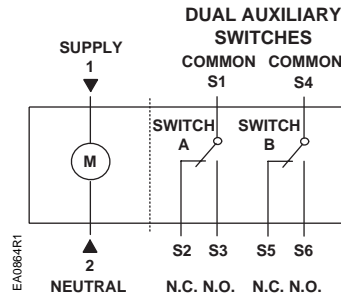 DUAL AUXILIARY
SWITCHES
SUPPLY
1
COMMON COMMON
S1 S4
SWITCH
A
SWITCH
B
M
2
NEUTRAL
S2 S3 S5 S6
N.C. N.O. N.C. N.O.
EA0864R1